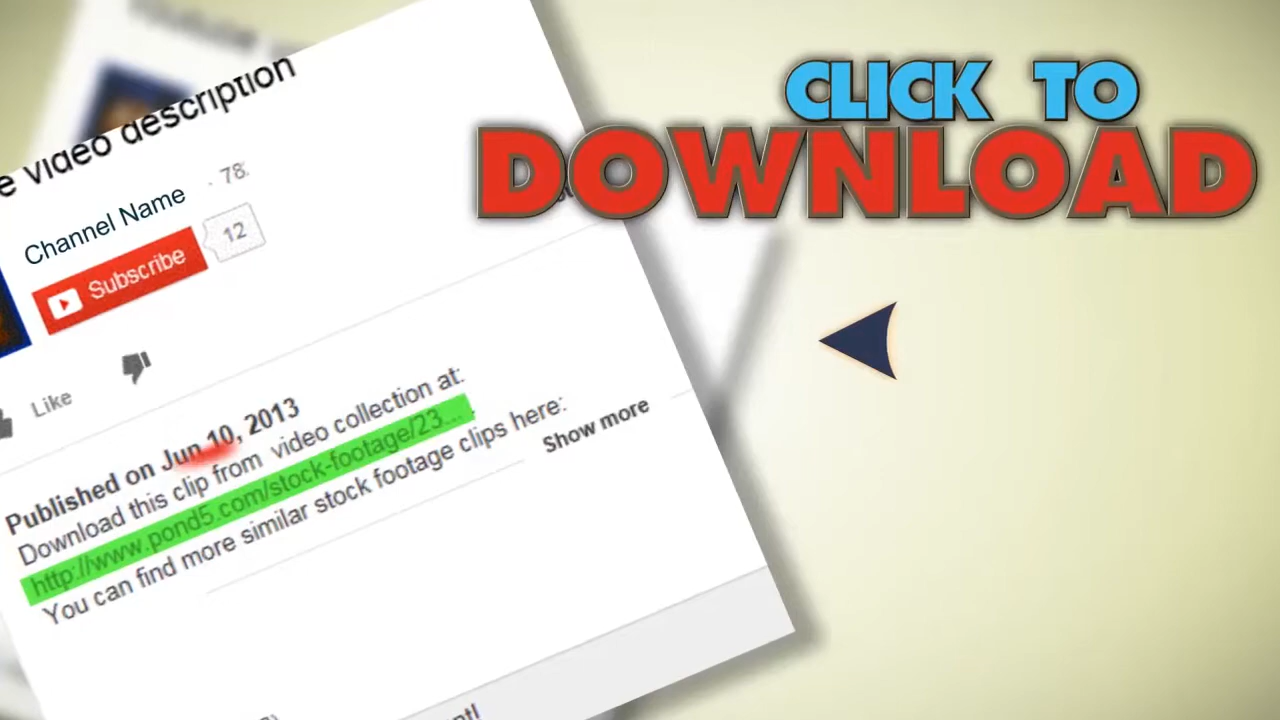 CLICK TO
DOWNLOAD
e video description
Channel Name
78
Subscribe
12
Like
Published on Jun 10, 2013
Download this clip from video collection at:
http://www.pond5.com/stock-footage/23...
You can find more similar stock footage clips here:
Show more